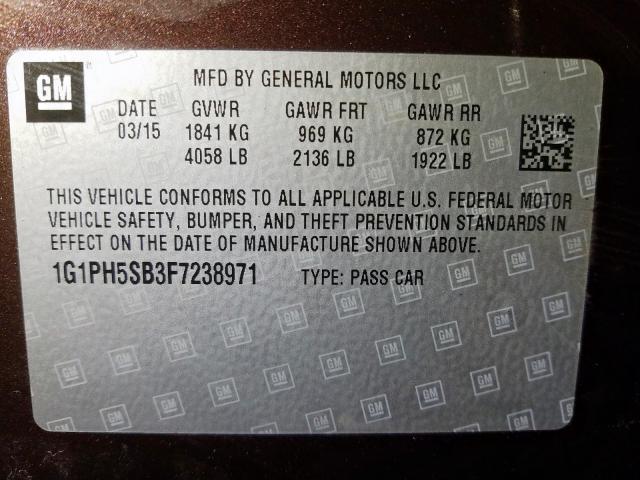 GM
MFD BY GENERAL MOTORS LLC
DATE GVWR GAWR FRT GAWR RR
03/15 1841 KG 969 KG 872 KG
4058 LB 2136 LB 1922 LB
THIS VEHICLE CONFORMS TO ALL APPLICABLE U.S. FEDERAL MOTOR
VEHICLE SAFETY, BUMPER, AND THEFT PREVENTION STANDARDS IN
EFFECT ON THE DATE OF MANUFACTURE SHOWN ABOVE.
1G1PH5SB3F7238971 TYPE: PASS CAR